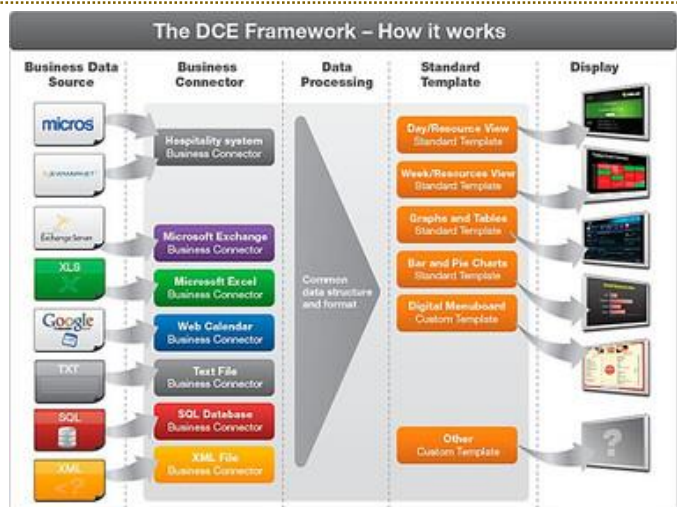 The DCE Framework – How it works
Business Data
Source
Business
Connector
Data
Processing
Standard
Template
Display
micros
Exchange Server
XLS
Google
TXT
SQL
XML
<?
Hospitality system
Business Connector
Microsoft Exchange
Business Connector
Microsoft Excel
Business Connector
Web Calendar
Business Connector
Text File
Business Connector
SQL Database
Business Connector
XML File
Business Connector
Common
data structure
and format
Day/Resource View
Standard Template
Week/Resources View
Standard Template
Graphs and Tables
Standard Template
Bar and Pie Charts
Standard Template
Digital Menuboard
Custom Template
Other
Custom Template
?